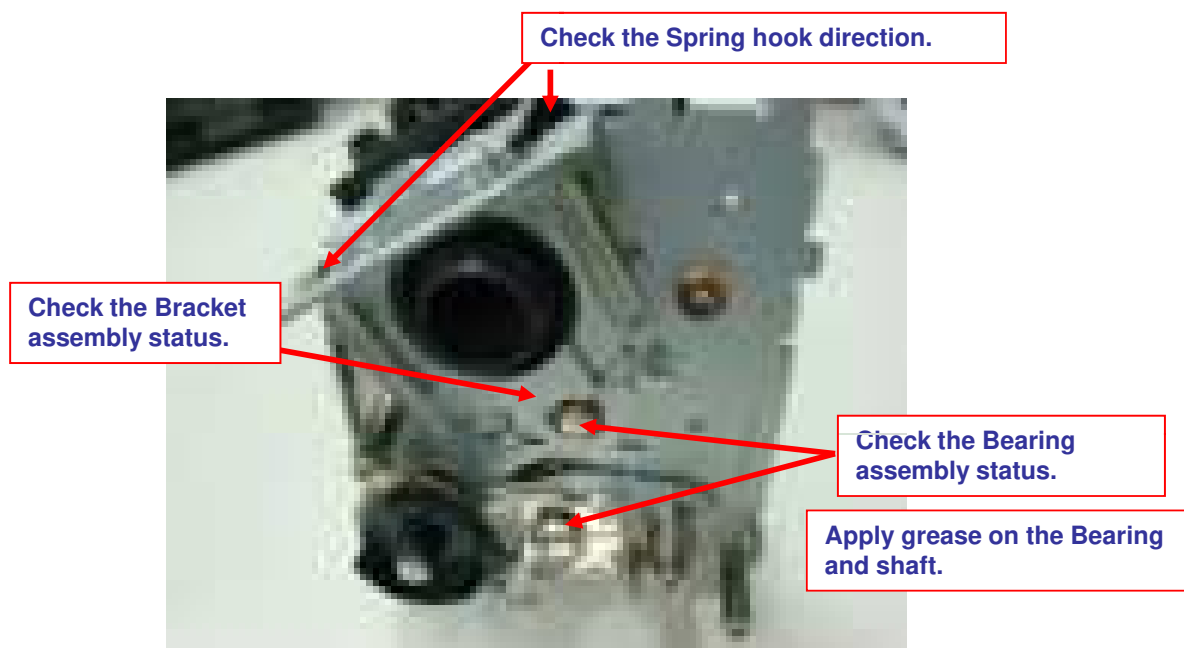 Check the Spring hook direction.
Check the Bracket
assembly status.
Check the Bearing
assembly status.
Apply grease on the Bearing
and shaft.